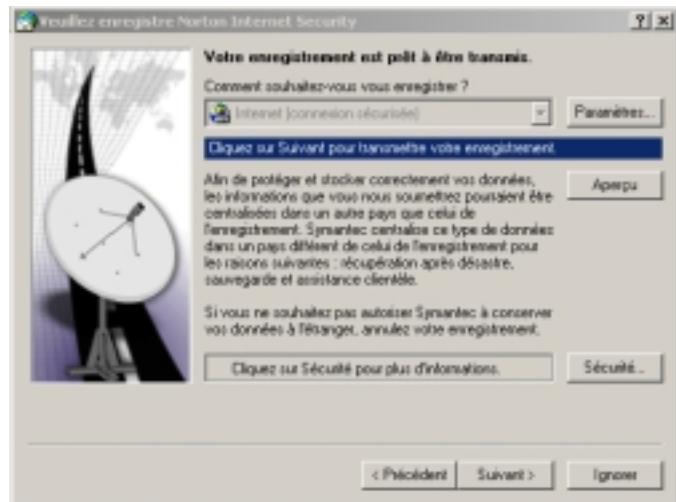 Veuillez enregistre Norton Internet Security
Votre enregistrement est prêt à être transmis.
Comment souhaitez-vous vous enregistrer ?
Internet (connexion sécurisée)
Paramètres...
Cliquez sur Suivant pour transmettre votre enregistrement.
Afin de protéger et stocker correctement vos données,
les informations que vous nous soumettrez pourraient être
centralisées dans un autre pays que celui de
l'enregistrement. Symantec centralise ce type de données
dans un pays différent de celui de l'enregistrement pour
les raisons suivantes : récupération après désastre,
sauvegarde et assistance clientèle.
Aperçu
Si vous ne souhaitez pas autoriser Symantec à conserver
vos données à l'étranger, annulez votre enregistrement.
Cliquez sur Sécurité pour plus d'informations.
Sécurité...
< Précédent
Suivant >
Ignorer